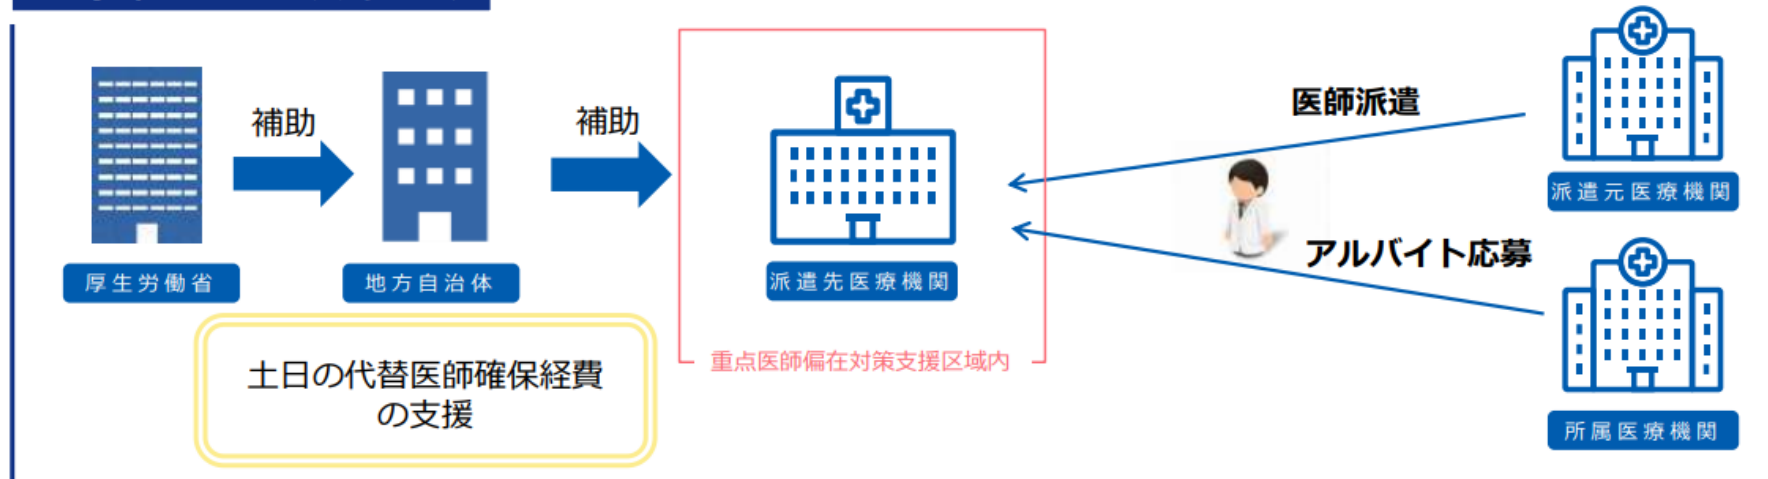 補助
補助
医師派遣
派遣元医療機関
アルバイト応募
厚生労働省
地方自治体
派遣先医療機関
重点医師偏在対策支援区域内
土日の代替医師確保経費
の支援
所属医療機関